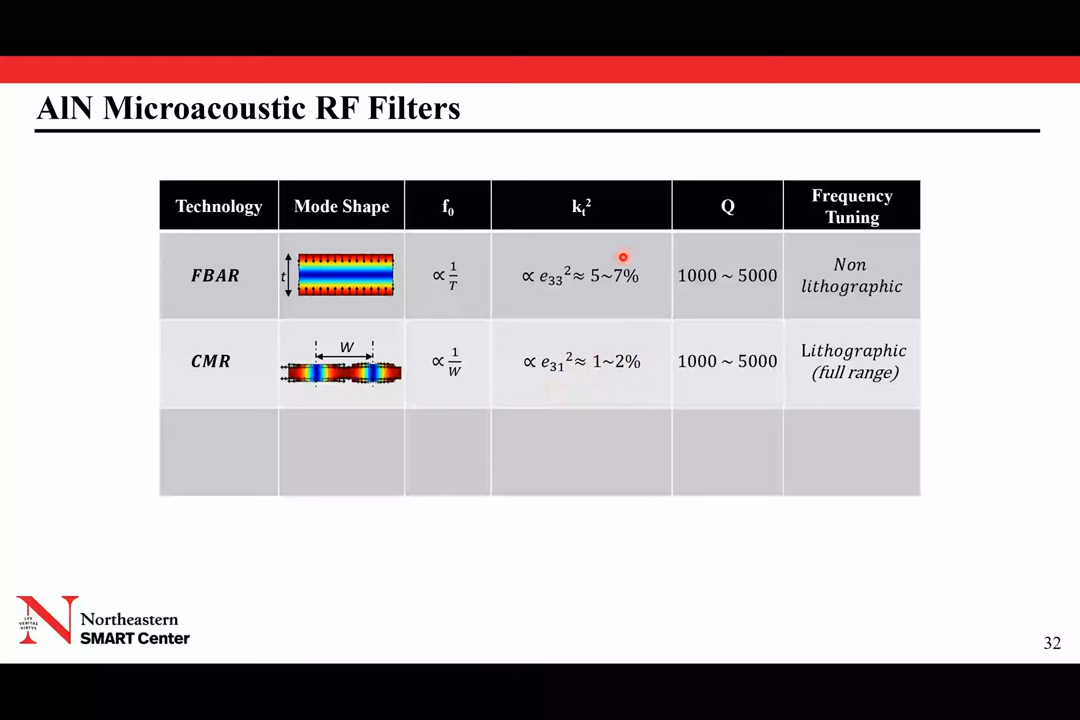 AlN Microacoustic RF Filters
Technology Mode Shape f₀ kₜ² Q Frequency Tuning
FBAR t ∝ 1/T ∝ e₃₃² ≈ 5~7% 1000 ~ 5000 Non lithographic
CMR W ∝ 1/W ∝ e₃₁² ≈ 1~2% 1000 ~ 5000 Lithographic (full range)
N
Northeastern
SMART Center
32